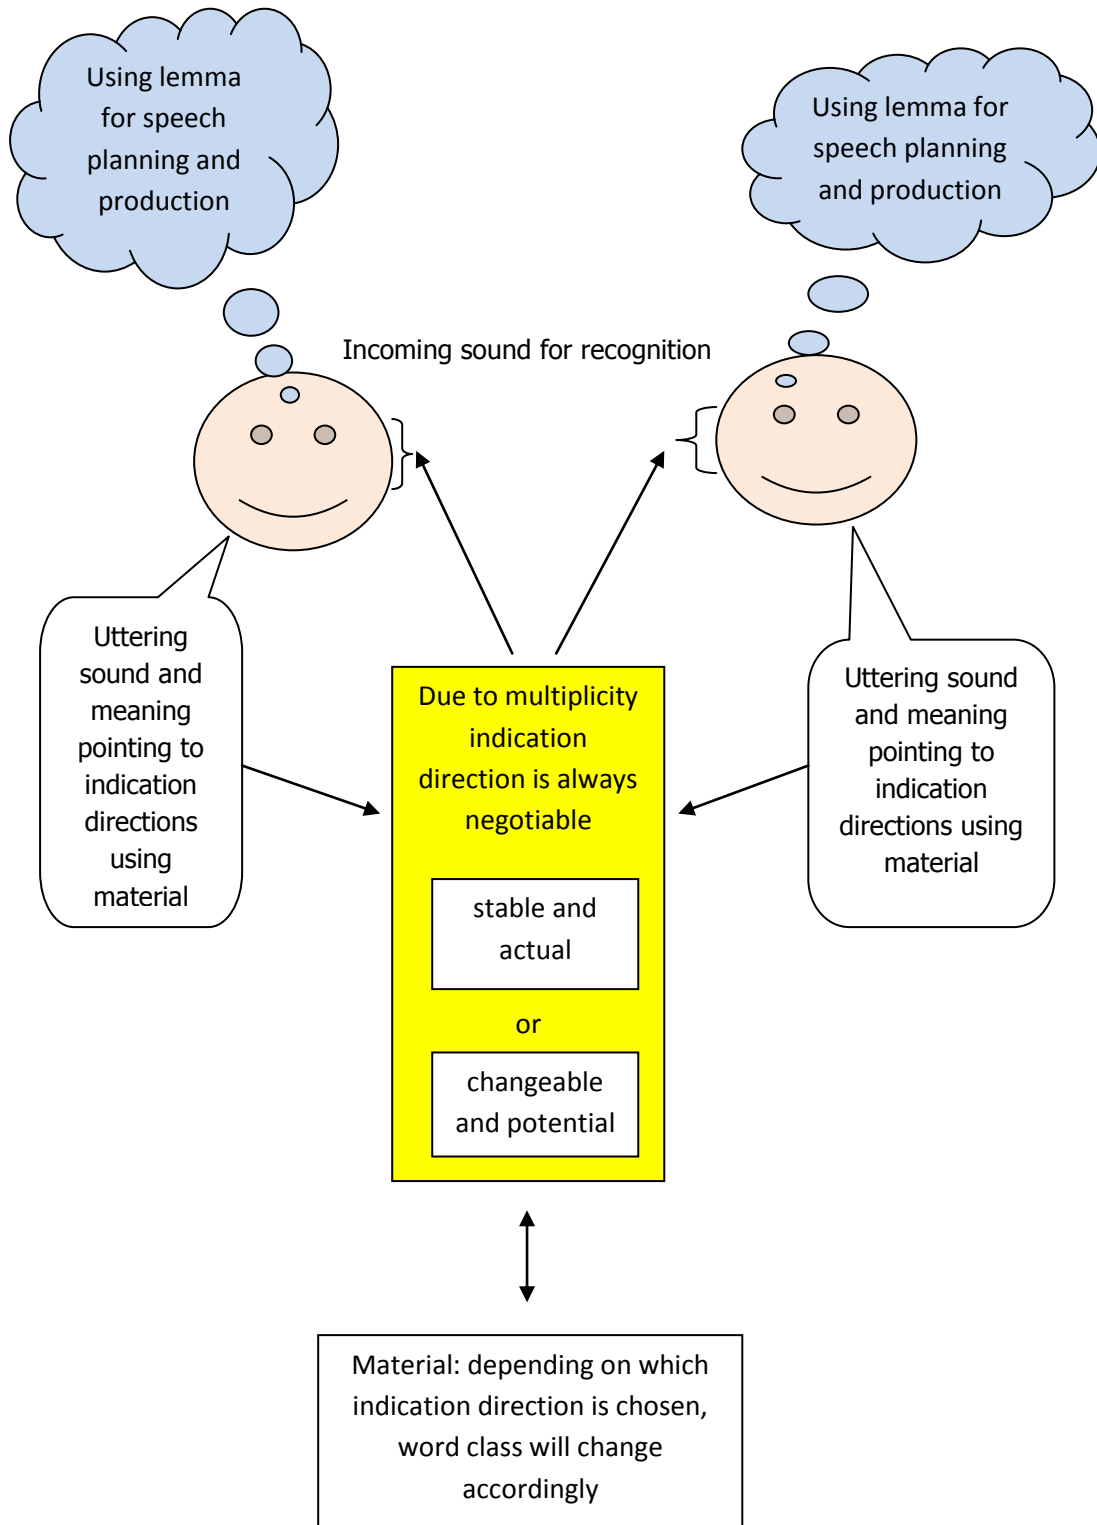 Using lemma
for speech
planning and
production
Using lemma for
speech planning
and production
Incoming sound for recognition
Uttering
sound and
meaning
pointing to
indication
directions
using
material
Due to multiplicity
indication
direction is always
negotiable
stable and
actual
or
changeable
and potential
Uttering sound
and meaning
pointing to
indication
directions using
material
Material: depending on which
indication direction is chosen,
word class will change
accordingly